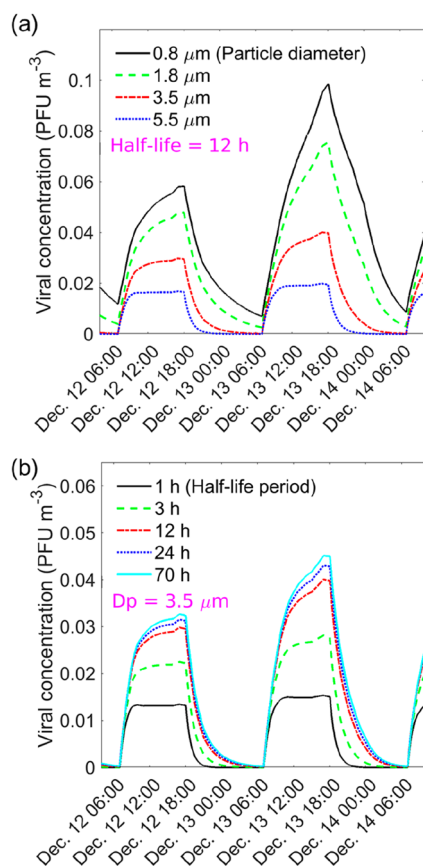 (a)
Viral concentration (PFU m⁻³)
0.1
0.08
0.06
0.04
0.02
0
0.8 μm (Particle diameter)
1.8 μm
3.5 μm
5.5 μm
Half-life = 12 h
Dec. 12 06:00
Dec. 12 12:00
Dec. 12 18:00
Dec. 13 00:00
Dec. 13 06:00
Dec. 13 12:00
Dec. 13 18:00
Dec. 14 00:00
Dec. 14 06:00
(b)
Viral concentration (PFU m⁻³)
0.06
0.05
0.04
0.03
0.02
0.01
0
1 h (Half-life period)
3 h
12 h
24 h
70 h
Dp = 3.5 μm
Dec. 12 06:00
Dec. 12 12:00
Dec. 12 18:00
Dec. 13 00:00
Dec. 13 06:00
Dec. 13 12:00
Dec. 13 18:00
Dec. 14 00:00
Dec. 14 06:00